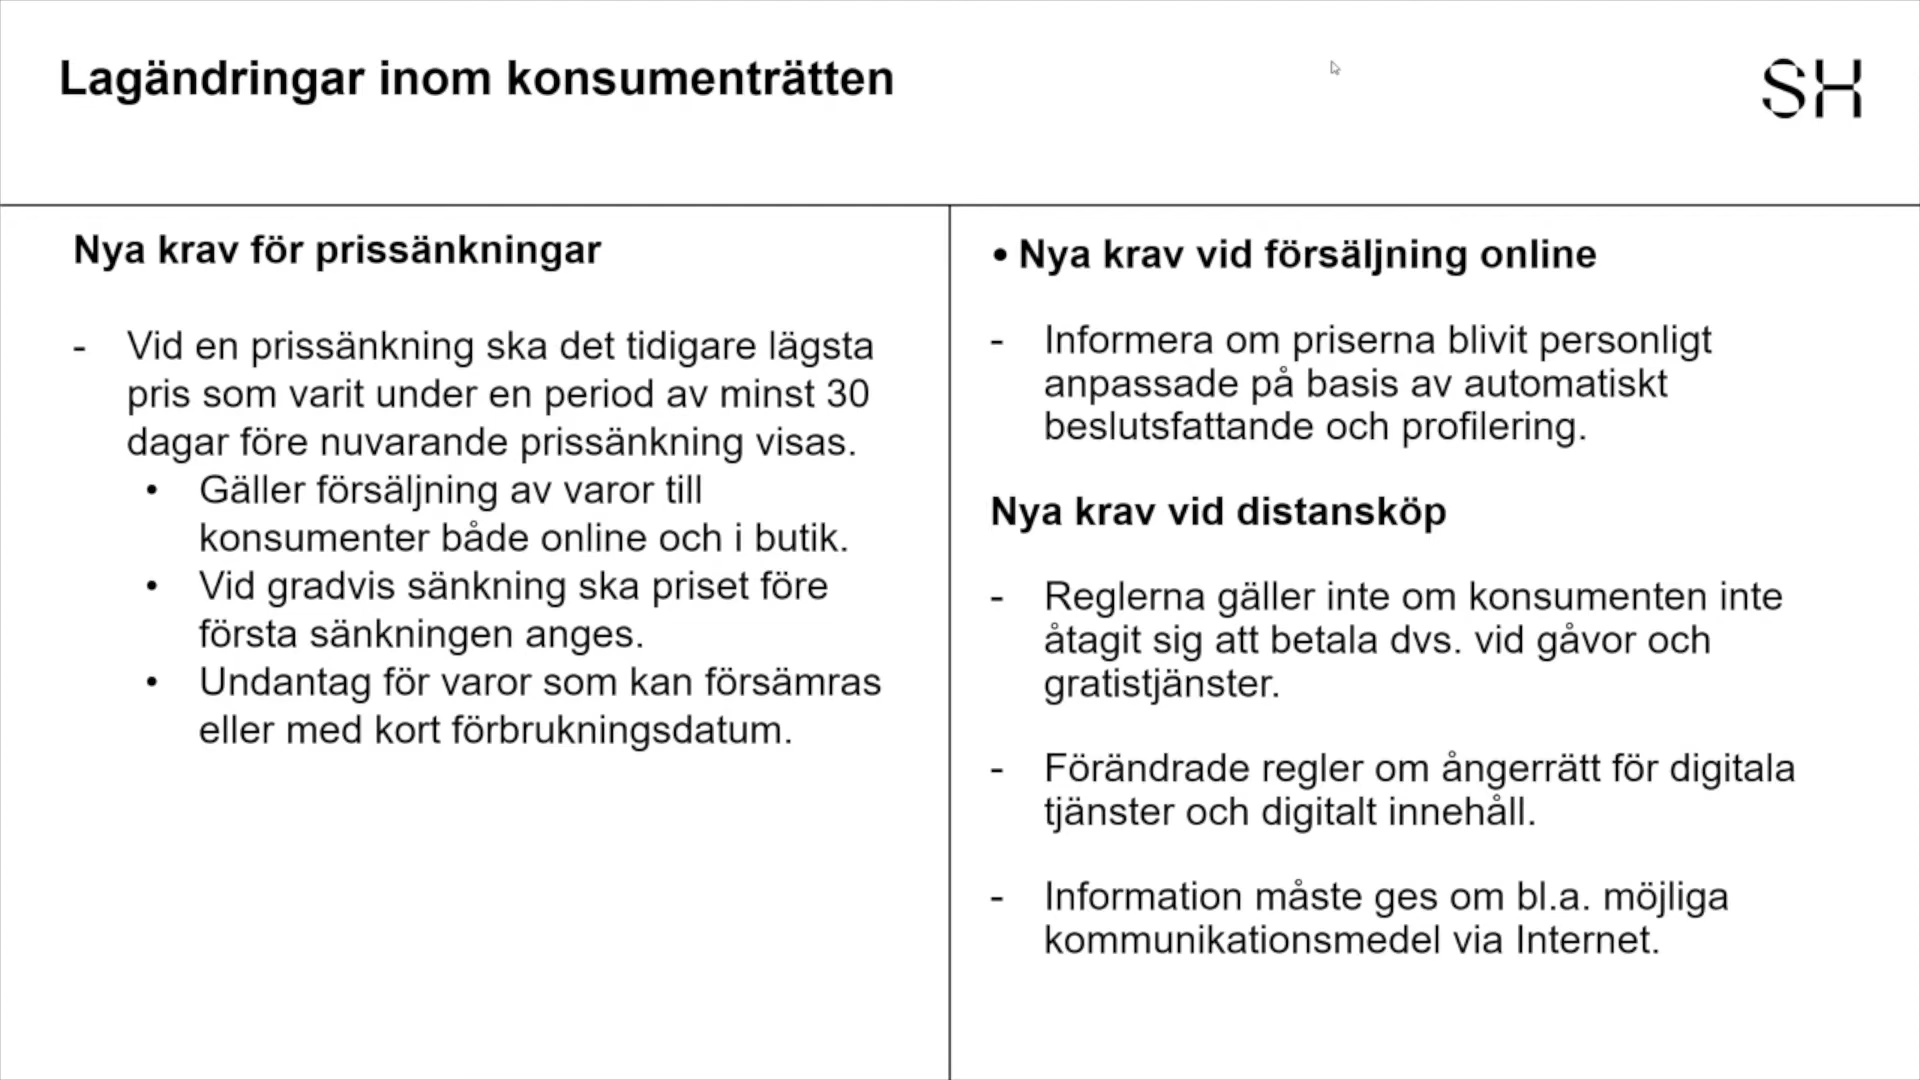 Lagändringar inom konsumenträtten
SH
Nya krav för prissänkningar
- Vid en prissänkning ska det tidigare lägsta
pris som varit under en period av minst 30
dagar före nuvarande prissänkning visas.
• Gäller försäljning av varor till
konsumenter både online och i butik.
• Vid gradvis sänkning ska priset före
första sänkningen anges.
• Undantag för varor som kan försämras
eller med kort förbrukningsdatum.
• Nya krav vid försäljning online
- Informera om priserna blivit personligt
anpassade på basis av automatiskt
beslutsfattande och profilering.
Nya krav vid distansköp
- Reglerna gäller inte om konsumenten inte
åtagit sig att betala dvs. vid gåvor och
gratistjänster.
- Förändrade regler om ångerrätt för digitala
tjänster och digitalt innehåll.
- Information måste ges om bl.a. möjliga
kommunikationsmedel via Internet.